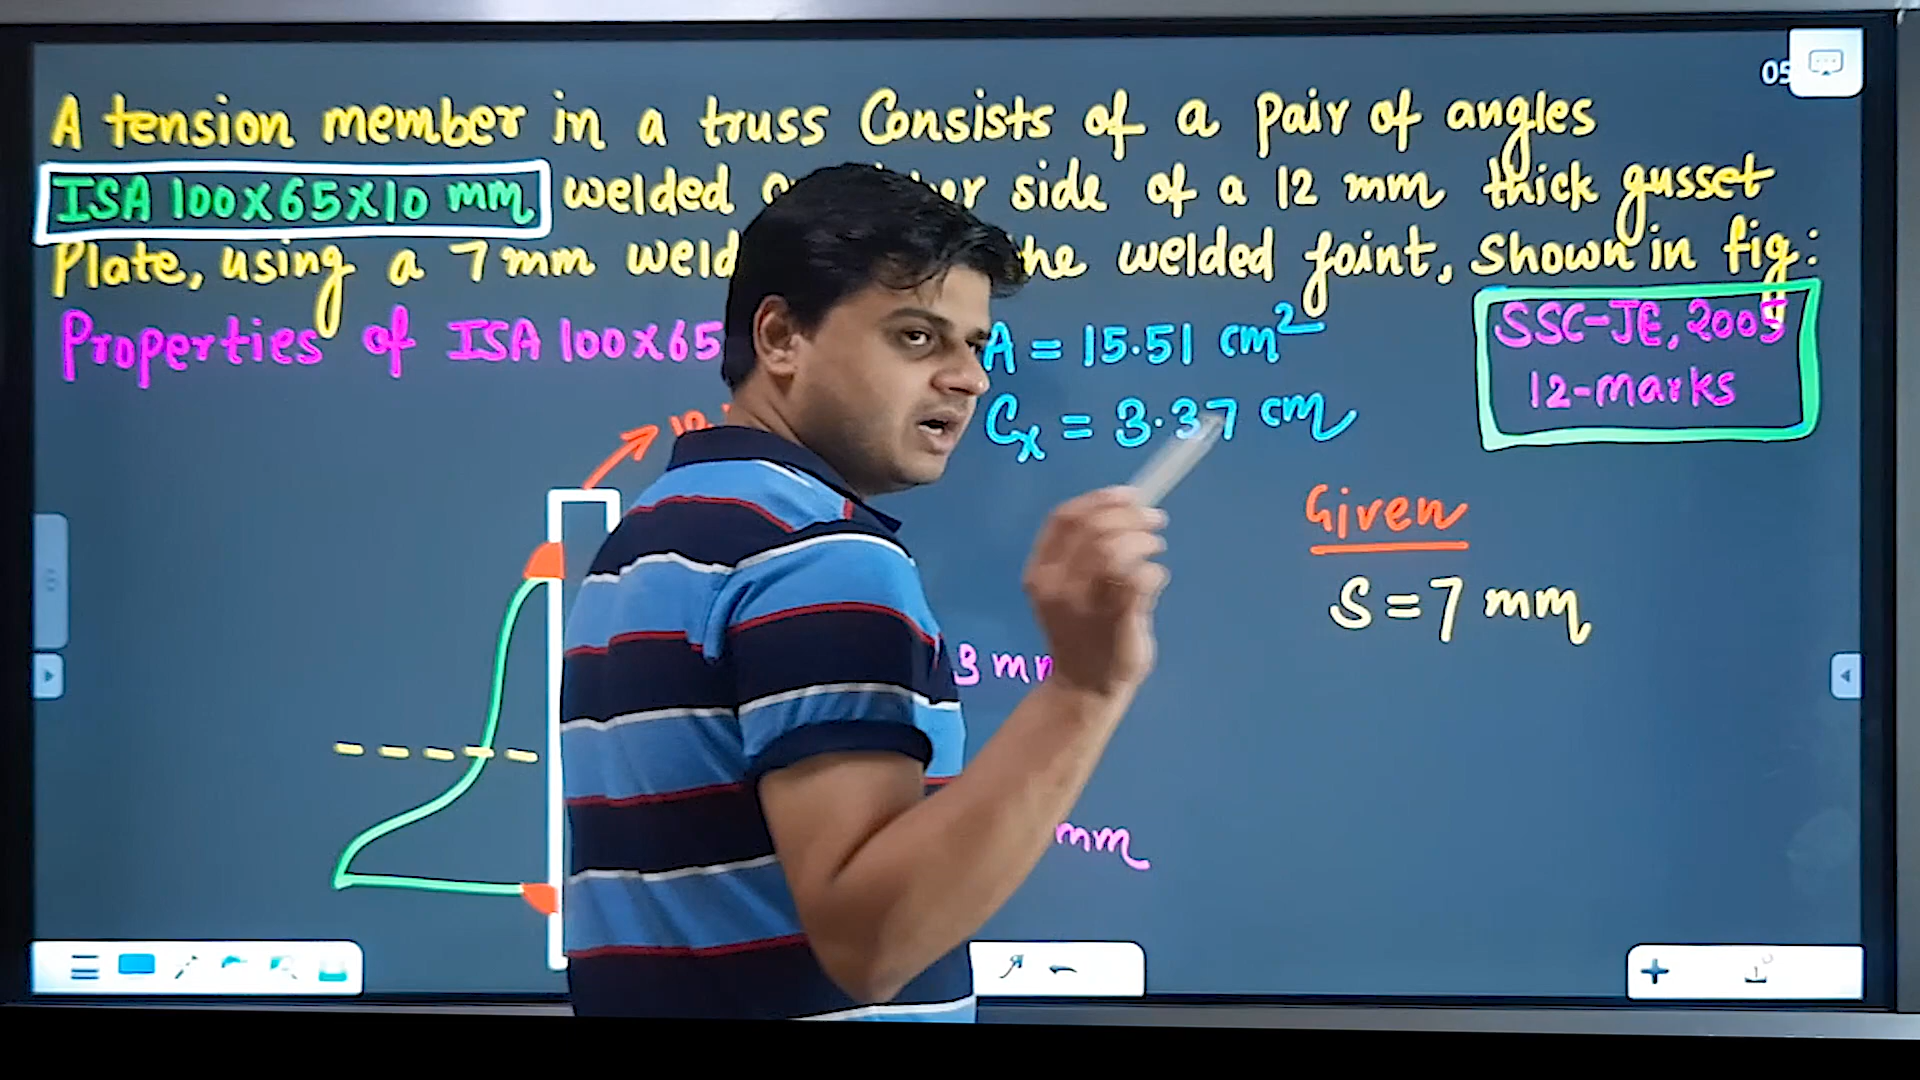 05
A tension member in a truss Consists of a pair of angles
ISA 100x65x10 mm welded side of a 12 mm thick gusset
Plate, using a 7 mm weld the welded joint, Shown in fig:
Properties of ISA 100x65 A = 15.51 cm²
SSC-JE, 2005
12-marks
Cx = 3.37 cm
Given
S = 7 mm
mm